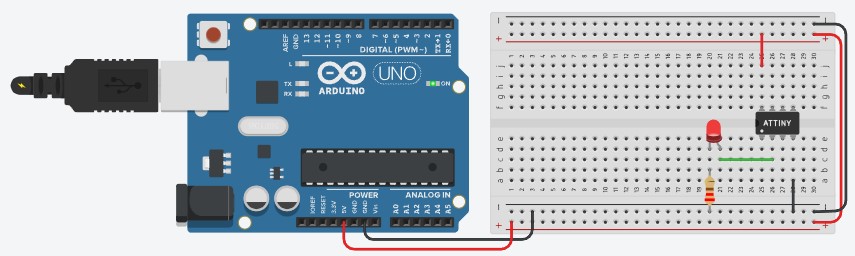 AREF
GND
13
12
~11
~10
~9
8
7
~6
~5
4
~3
2
TX→1
RX←0
DIGITAL (PWM~)
L
TX
RX
UNO
ARDUINO
ON
ATTINY
POWER
ANALOG IN
IOREF
RESET
3.3V
5V
GND
GND
VIN
A0
A1
A2
A3
A4
A5